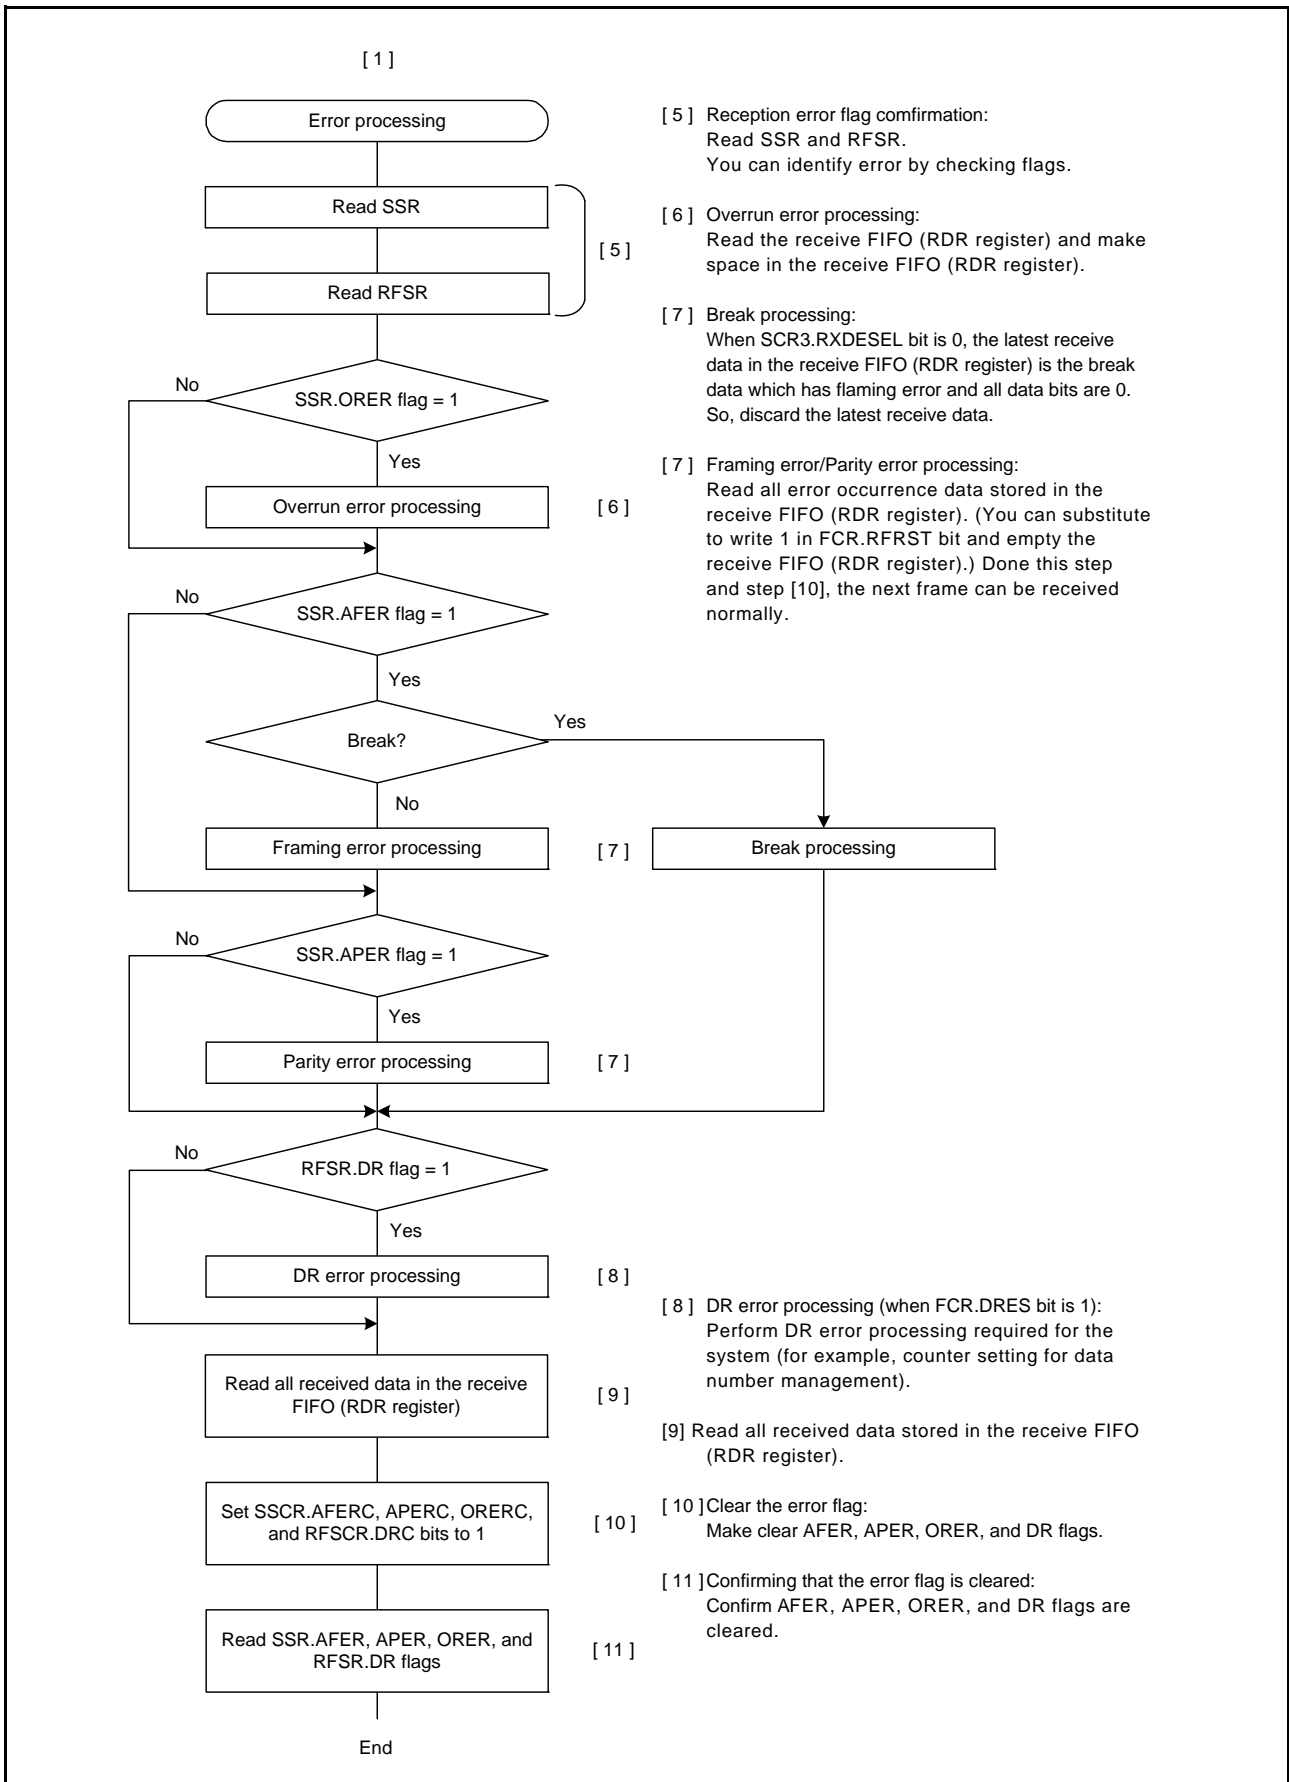 [ 1 ]
Error processing
Read SSR
Read RFSR
[ 5 ]
No
SSR.ORER flag = 1
Yes
Overrun error processing
[ 6 ]
No
SSR.AFER flag = 1
Yes
Break?
Yes
No
Framing error processing
[ 7 ]
Break processing
No
SSR.APER flag = 1
Yes
Parity error processing
[ 7 ]
No
RFSR.DR flag = 1
Yes
DR error processing
[ 8 ]
Read all received data in the receive
FIFO (RDR register)
[ 9 ]
Set SSCR.AFERC, APERC, ORERC,
and RFSCR.DRC bits to 1
[ 10 ]
Read SSR.AFER, APER, ORER, and
RFSR.DR flags
[ 11 ]
End
[ 5 ] Reception error flag comfirmation:
Read SSR and RFSR.
You can identify error by checking flags.
[ 6 ] Overrun error processing:
Read the receive FIFO (RDR register) and make
space in the receive FIFO (RDR register).
[ 7 ] Break processing:
When SCR3.RXDESEL bit is 0, the latest receive
data in the receive FIFO (RDR register) is the break
data which has flaming error and all data bits are 0.
So, discard the latest receive data.
[ 7 ] Framing error/Parity error processing:
Read all error occurrence data stored in the
receive FIFO (RDR register). (You can substitute
to write 1 in FCR.RFRST bit and empty the
receive FIFO (RDR register).) Done this step
and step [10], the next frame can be received
normally.
[ 8 ] DR error processing (when FCR.DRES bit is 1):
Perform DR error processing required for the
system (for example, counter setting for data
number management).
[9] Read all received data stored in the receive FIFO
(RDR register).
[ 10 ] Clear the error flag:
Make clear AFER, APER, ORER, and DR flags.
[ 11 ] Confirming that the error flag is cleared:
Confirm AFER, APER, ORER, and DR flags are
cleared.